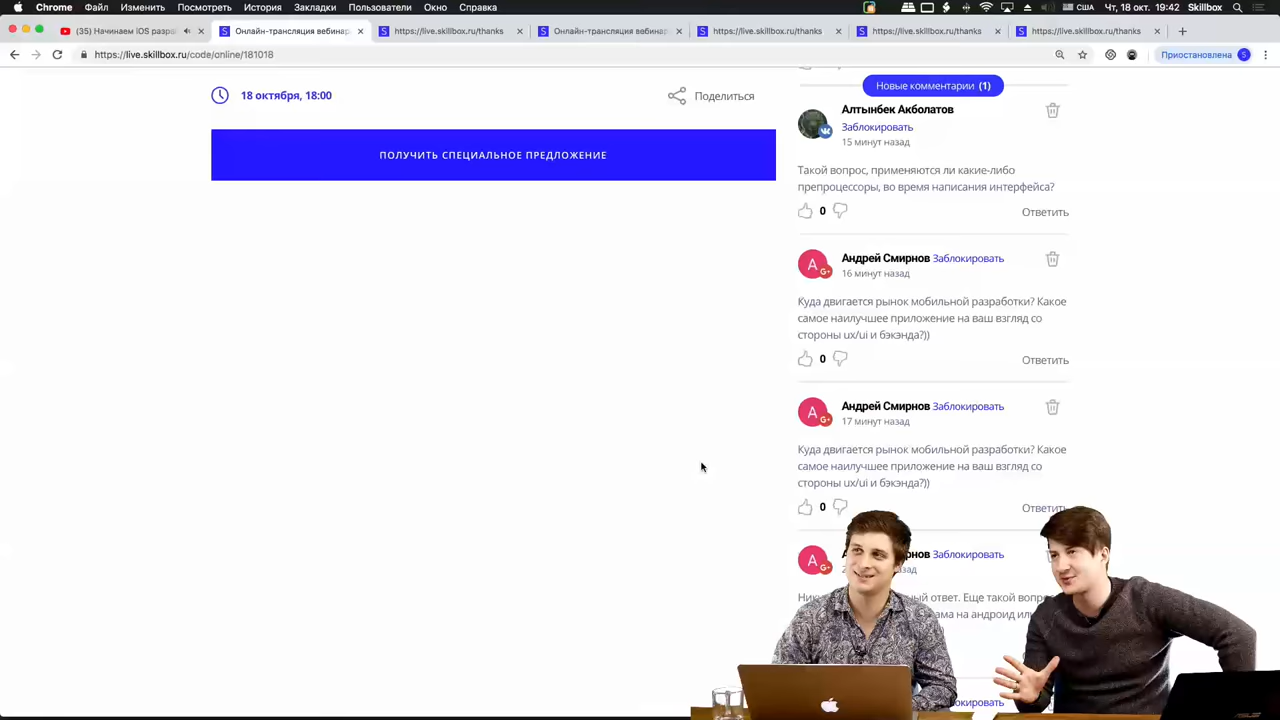 Chrome Файл Изменить Посмотреть История Закладки Пользователи Окно Справка
США Чт, 18 окт. 19:42 Skillbox
(35) Начинаем iOS разраб
Онлайн-трансляция вебинар
https://live.skillbox.ru/thanks
Онлайн-трансляция вебинар
https://live.skillbox.ru/thanks
https://live.skillbox.ru/thanks
https://live.skillbox.ru/thanks
https://live.skillbox.ru/code/online/181018
Приостановлена S
18 октября, 18:00
Поделиться
ПОЛУЧИТЬ СПЕЦИАЛЬНОЕ ПРЕДЛОЖЕНИЕ
Новые комментарии (1)
Алтынбек Акболатов
Заблокировать
15 минут назад
Такой вопрос, применяются ли какие-либо
препроцессоры, во время написания интерфейса?
0 Ответить
А
Андрей Смирнов Заблокировать
16 минут назад
Куда двигается рынок мобильной разработки? Какое
самое наилучшее приложение на ваш взгляд со
стороны ux/ui и бэкэнда?))
0 Ответить
А
Андрей Смирнов Заблокировать
17 минут назад
Куда двигается рынок мобильной разработки? Какое
самое наилучшее приложение на ваш взгляд со
стороны ux/ui и бэкэнда?))
0 Ответить
А
Заблокировать
ответ. Еще такой
на андроид